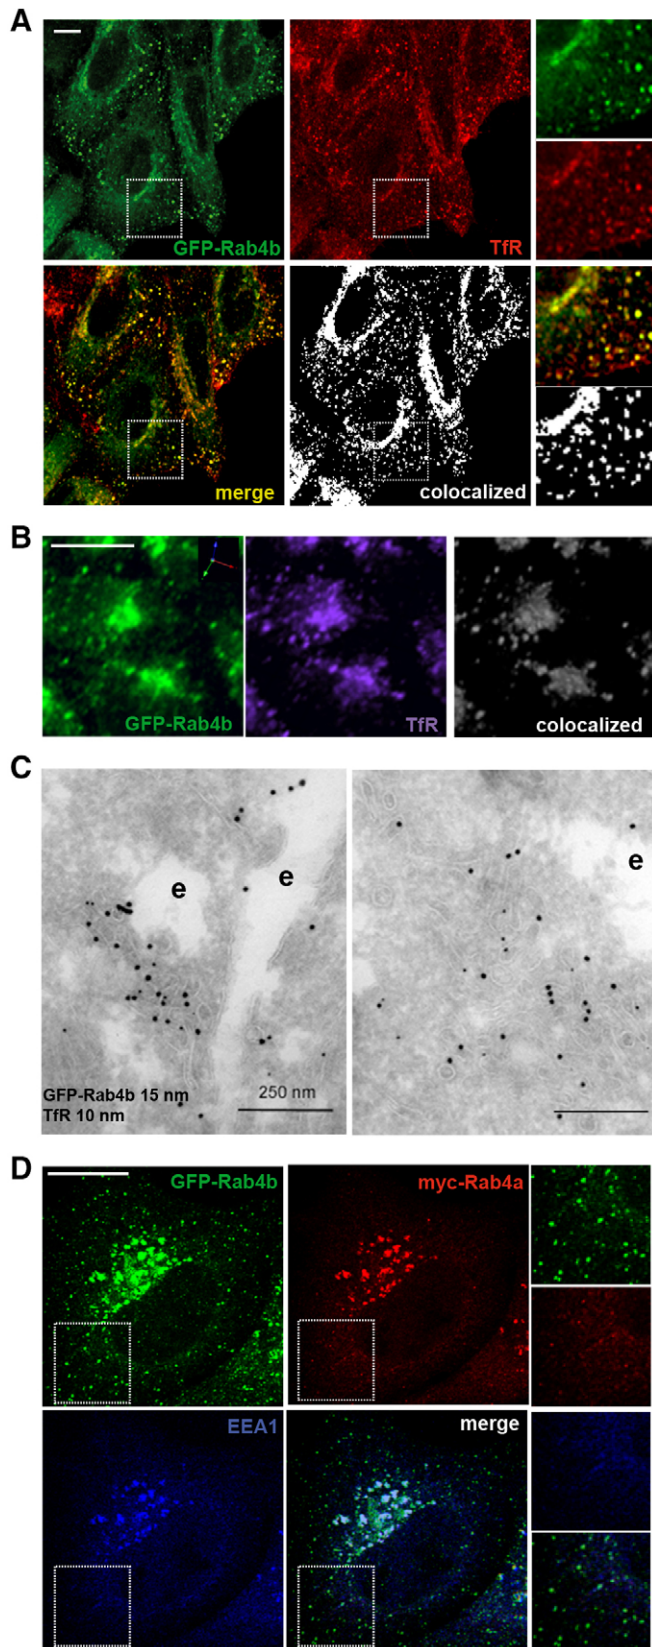 A
GFP-Rab4b
TfR
merge
colocalized
B
GFP-Rab4b
TfR
colocalized
C
e
e
e
GFP-Rab4b 15 nm
TfR 10 nm
250 nm
D
GFP-Rab4b
myc-Rab4a
EEA1
merge